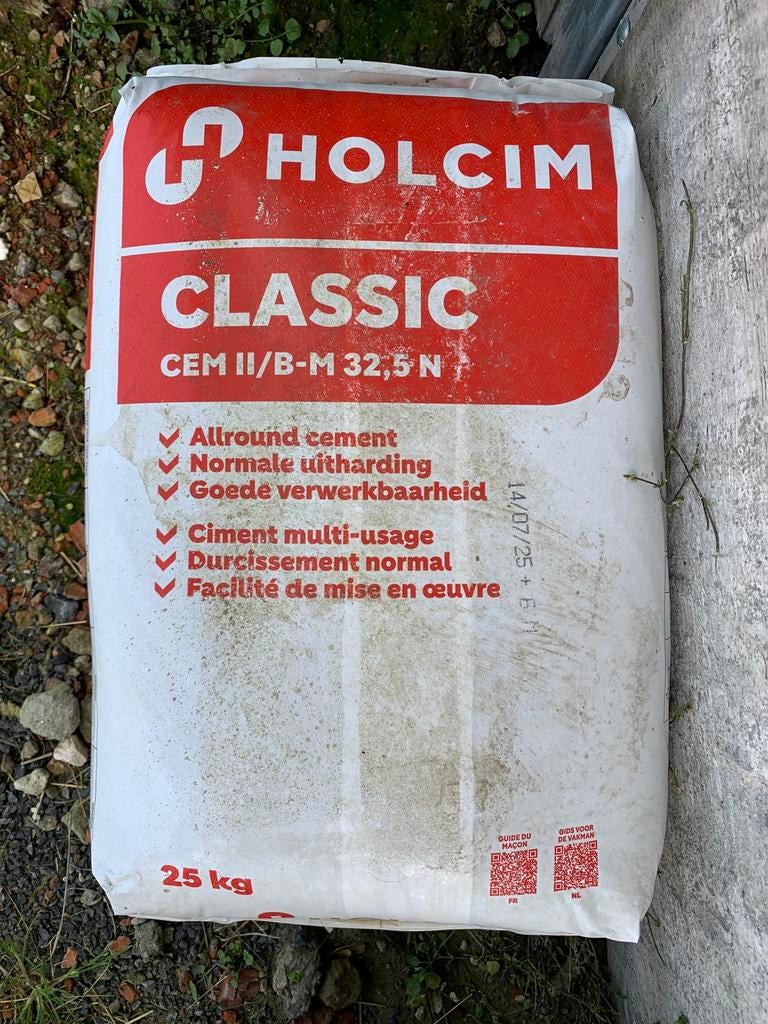 HOLCIM
CLASSIC
CEM II/B-M 32,5 N
Allround cement
Normale uitharding
Goede verwerkbaarheid
Ciment multi-usage
Durcissement normal
Facilité de mise en œuvre
14/07/25 + 6 M
25 kg
GUIDE DU
MAÇON
FR
GIDS VOOR
DE VAKMAN
NL